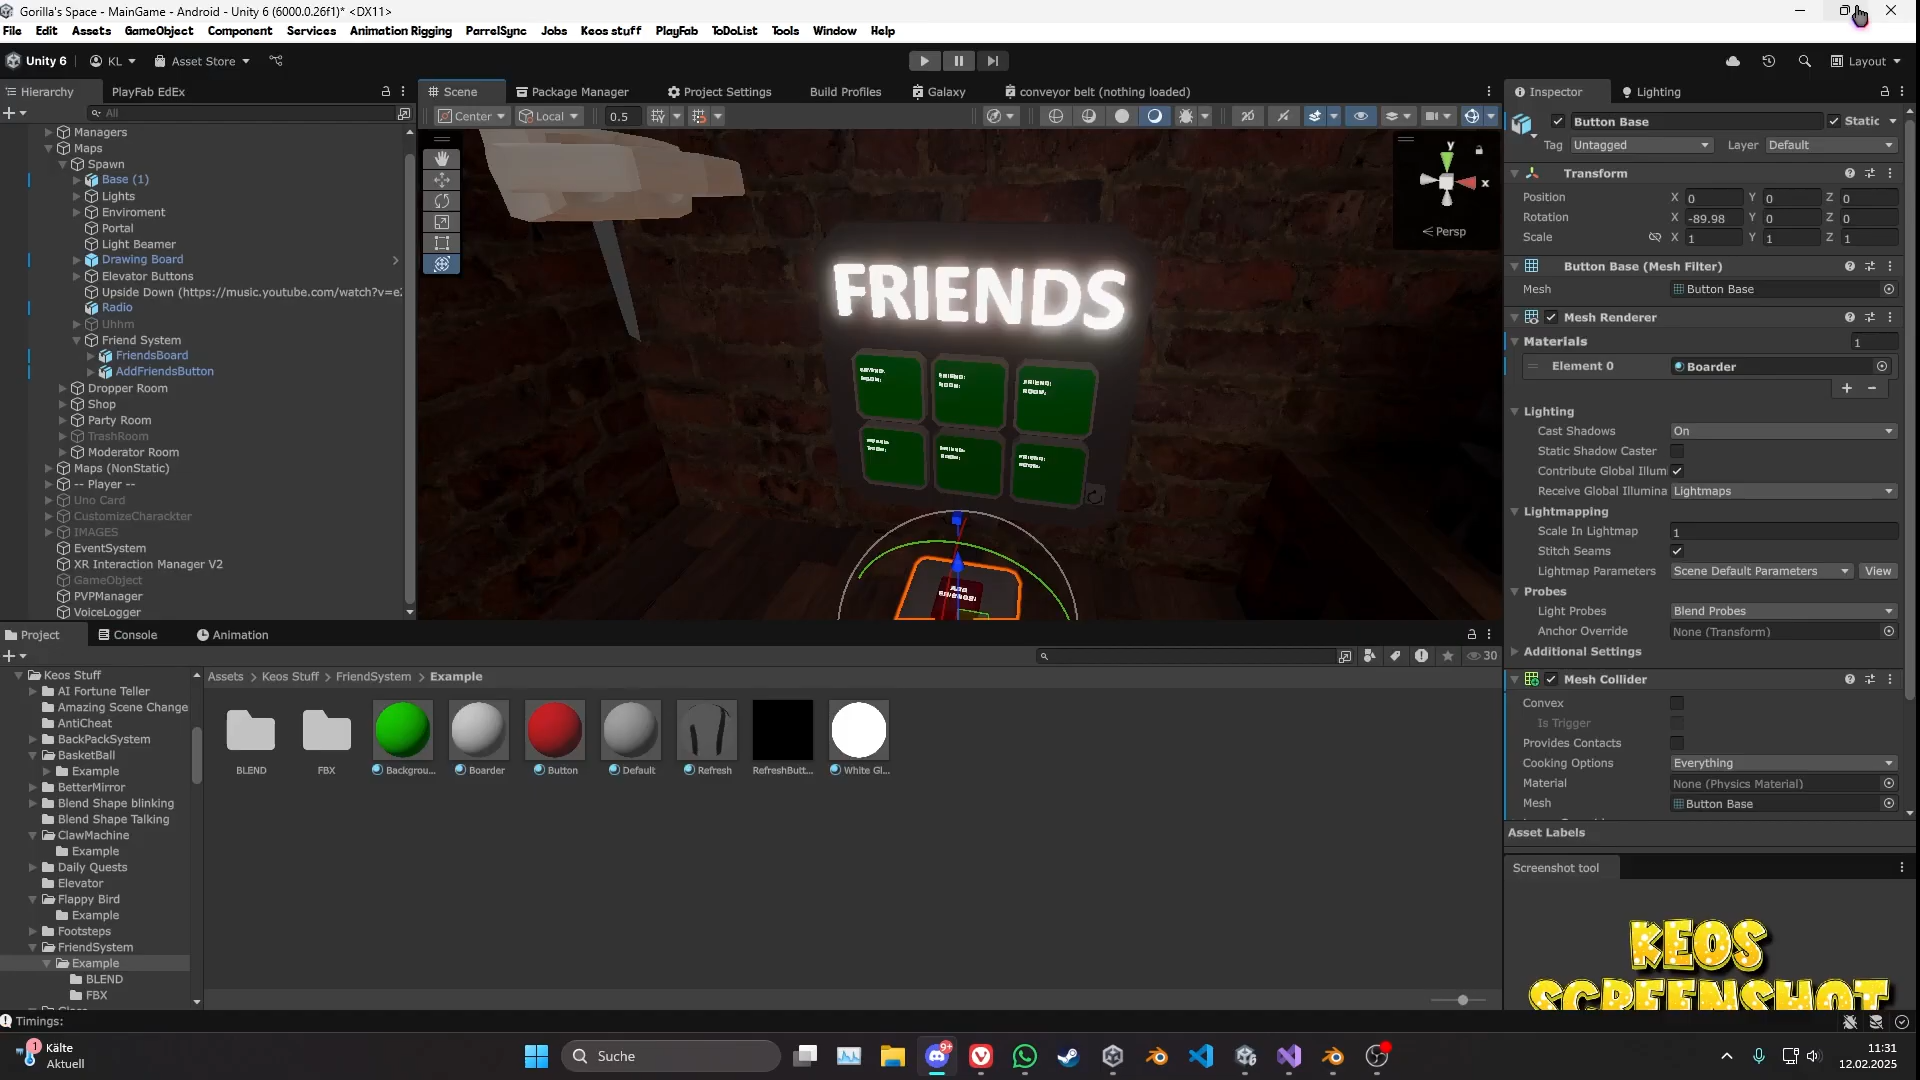 Gorilla's Space - MainGame - Android - Unity 6 (6000.0.26f1)* <DX11>
File Edit Assets GameObject Component Services Animation Rigging ParrelSync Jobs Keos stuff PlayFab ToDoList Tools Window Help
Unity 6 KL Asset Store Layout
Hierarchy PlayFab EdEx Scene Package Manager Project Settings Build Profiles Galaxy conveyor belt (nothing loaded) Inspector Lighting
All Center Local 0.5 2D
Managers
Maps
Spawn
Base (1)
Lights
Enviroment
Portal
Light Beamer
Drawing Board
Elevator Buttons
Upside Down (https://music.youtube.com/watch?v=e
Radio
Uhhm
Friend System
FriendsBoard
AddFriendsButton
Dropper Room
Shop
Party Room
TrashRoom
Moderator Room
Maps (NonStatic)
-- Player --
Uno Card
CustomizeCharackter
IMAGES
EventSystem
XR Interaction Manager V2
GameObject
PVPManager
VoiceLogger
y
x
Persp
FRIENDS
Button Base Static
Tag Untagged Layer Default
Transform
Position X 0 Y 0 Z 0
Rotation X -89.98 Y 0 Z 0
Scale X 1 Y 1 Z 1
Button Base (Mesh Filter)
Mesh Button Base
Mesh Renderer
Materials 1
Element 0 Boarder
Lighting
Cast Shadows On
Static Shadow Caster
Contribute Global Illum
Receive Global Illumina Lightmaps
Lightmapping
Scale In Lightmap 1
Stitch Seams
Lightmap Parameters Scene Default Parameters View
Probes
Light Probes Blend Probes
Anchor Override None (Transform)
Additional Settings
Mesh Collider
Convex
Is Trigger
Provides Contacts
Cooking Options Everything
Material None (Physics Material)
Mesh Button Base
Asset Labels
Screenshot tool
KEOS
SCREENSHOT
Project Console Animation
30
Keos Stuff
AI Fortune Teller
Amazing Scene Change
AntiCheat
BackPackSystem
BasketBall
Example
BetterMirror
Blend Shape blinking
Blend Shape Talking
ClawMachine
Example
Daily Quests
Elevator
Flappy Bird
Example
Footsteps
FriendSystem
Example
BLEND
FBX
Assets > Keos Stuff > FriendSystem > Example
BLEND FBX Backgrou... Boarder Button Default Refresh RefreshButt... White Gl...
Timings:
1 Kälte
Aktuell
Suche
9+
11:31
12.02.2025